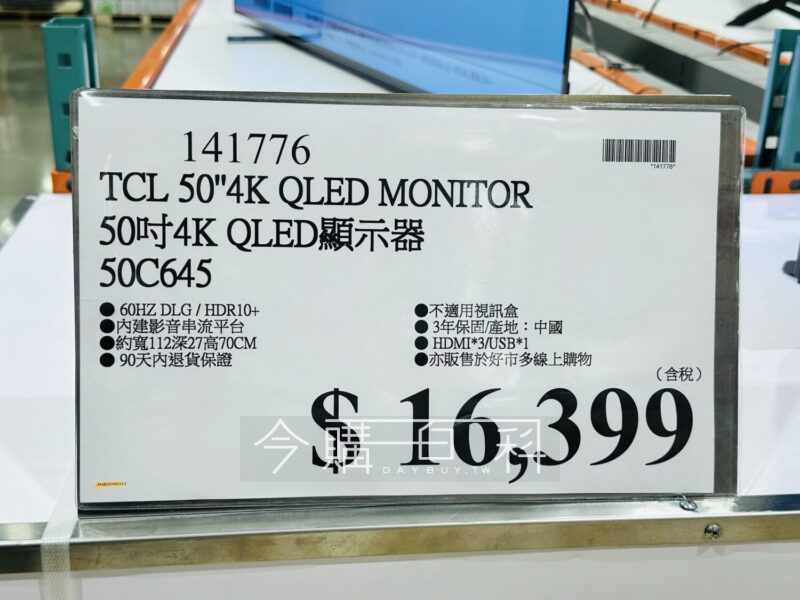 141776
*141776*
TCL 50"4K QLED MONITOR
50吋4K QLED顯示器
50C645
● 60HZ DLG / HDR10+
●內建影音串流平台
●約寬112深27高70CM
● 90天內退貨保證
●不適用視訊盒
● 3年保固/產地：中國
● HDMI*3/USB*1
●亦販售於好市多線上購物
（含稅）
$ 16,399
今購百科
DAYBUY.TW